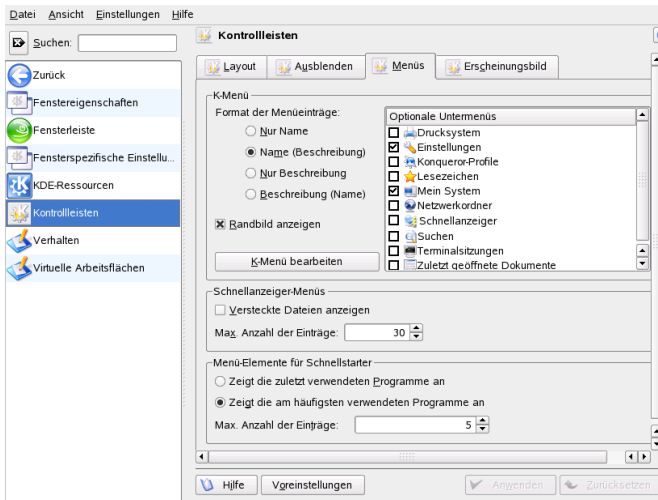 Datei Ansicht Einstellungen Hilfe
Suchen:
Zurück
Fenstereigenschaften
Fensterleiste
Fensterspezifische Einstellu...
KDE-Ressourcen
Kontrollleisten
Verhalten
Virtuelle Arbeitsflächen
Kontrollleisten
Layout Ausblenden Menüs Erscheinungsbild
K-Menü
Format der Menüeinträge:
Nur Name
Name (Beschreibung)
Nur Beschreibung
Beschreibung (Name)
Randbild anzeigen
K-Menü bearbeiten
Optionale Untermenüs
Drucksystem
Einstellungen
Konqueror-Profile
Lesezeichen
Mein System
Netzwerkordner
Schnellanzeiger
Suchen
Terminalsitzungen
Zuletzt geöffnete Dokumente
Schnellanzeiger-Menüs
Versteckte Dateien anzeigen
Max. Anzahl der Einträge: 30
Menü-Elemente für Schnellstarter
Zeigt die zuletzt verwendeten Programme an
Zeigt die am häufigsten verwendeten Programme an
Max. Anzahl der Einträge: 5
Hilfe Voreinstellungen Anwenden Zurücksetzen